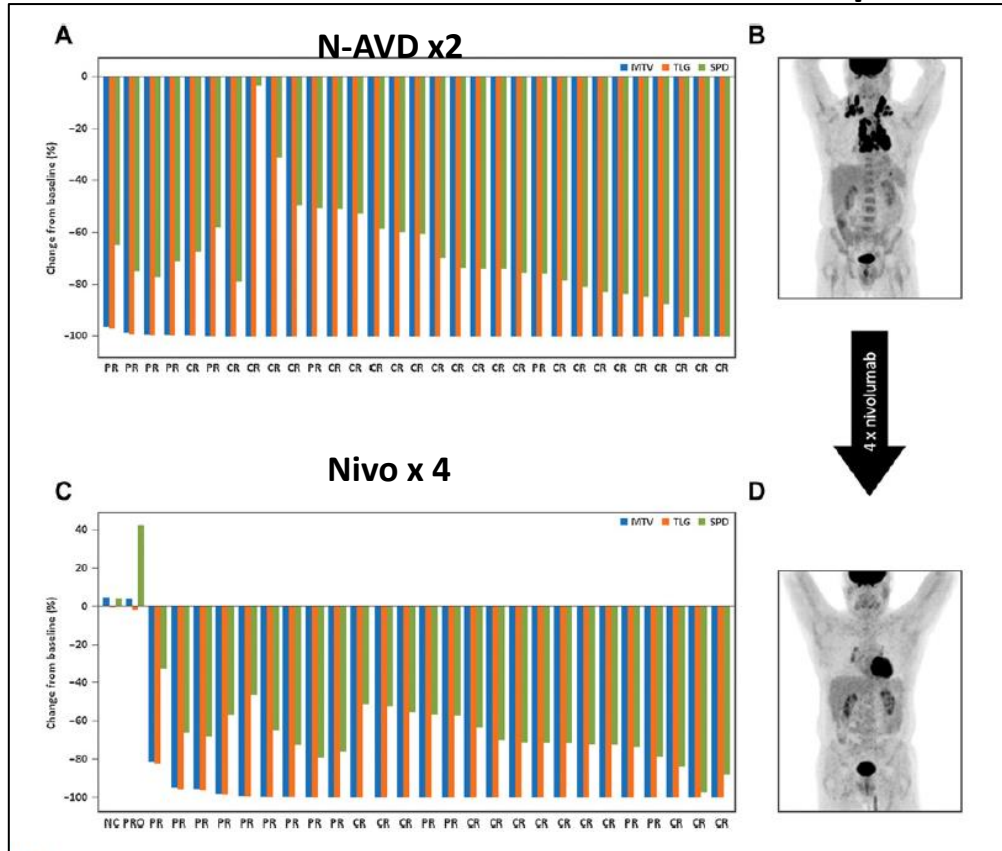 A
N-AVD x2
B
MTV TLG SPD
0
−20
−40
−60
−80
−100
Change from baseline (%)
PR PR PR PR CR PR CR CR CR CR PR CR CR CR CR CR CR CR CR CR CR PR CR CR CR CR CR CR CR CR CR
4 x nivolumab
C
Nivo x 4
D
MTV TLG SPD
40
20
0
−20
−40
−60
−80
−100
Change from baseline (%)
NC PRO PR PR PR PR PR PR PR PR PR CR CR CR PR PR CR CR CR CR CR CR CR PR PR CR CR CR